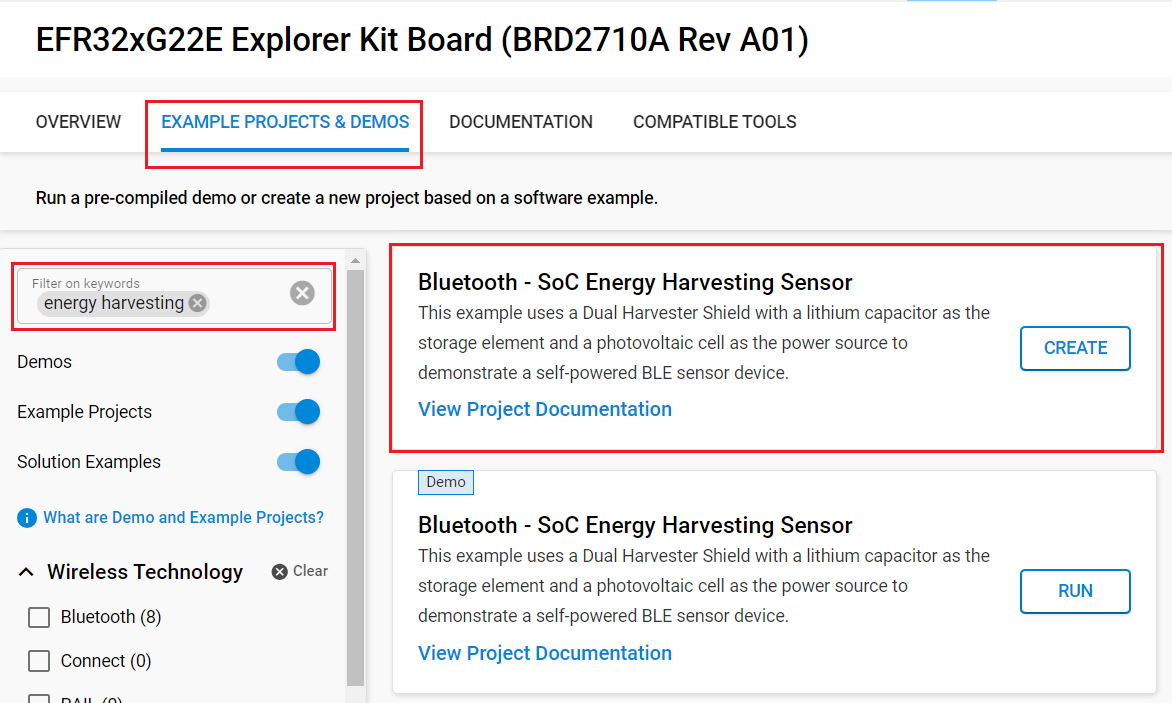 EFR32xG22E Explorer Kit Board (BRD2710A Rev A01)
OVERVIEW EXAMPLE PROJECTS & DEMOS DOCUMENTATION COMPATIBLE TOOLS
Run a pre-compiled demo or create a new project based on a software example.
Filter on keywords
energy harvesting
Demos
Example Projects
Solution Examples
What are Demo and Example Projects?
Wireless Technology Clear
Bluetooth (8)
Connect (0)
Bluetooth - SoC Energy Harvesting Sensor
This example uses a Dual Harvester Shield with a lithium capacitor as the
storage element and a photovoltaic cell as the power source to
demonstrate a self-powered BLE sensor device.
CREATE
View Project Documentation
Demo
Bluetooth - SoC Energy Harvesting Sensor
This example uses a Dual Harvester Shield with a lithium capacitor as the
storage element and a photovoltaic cell as the power source to
demonstrate a self-powered BLE sensor device.
RUN
View Project Documentation